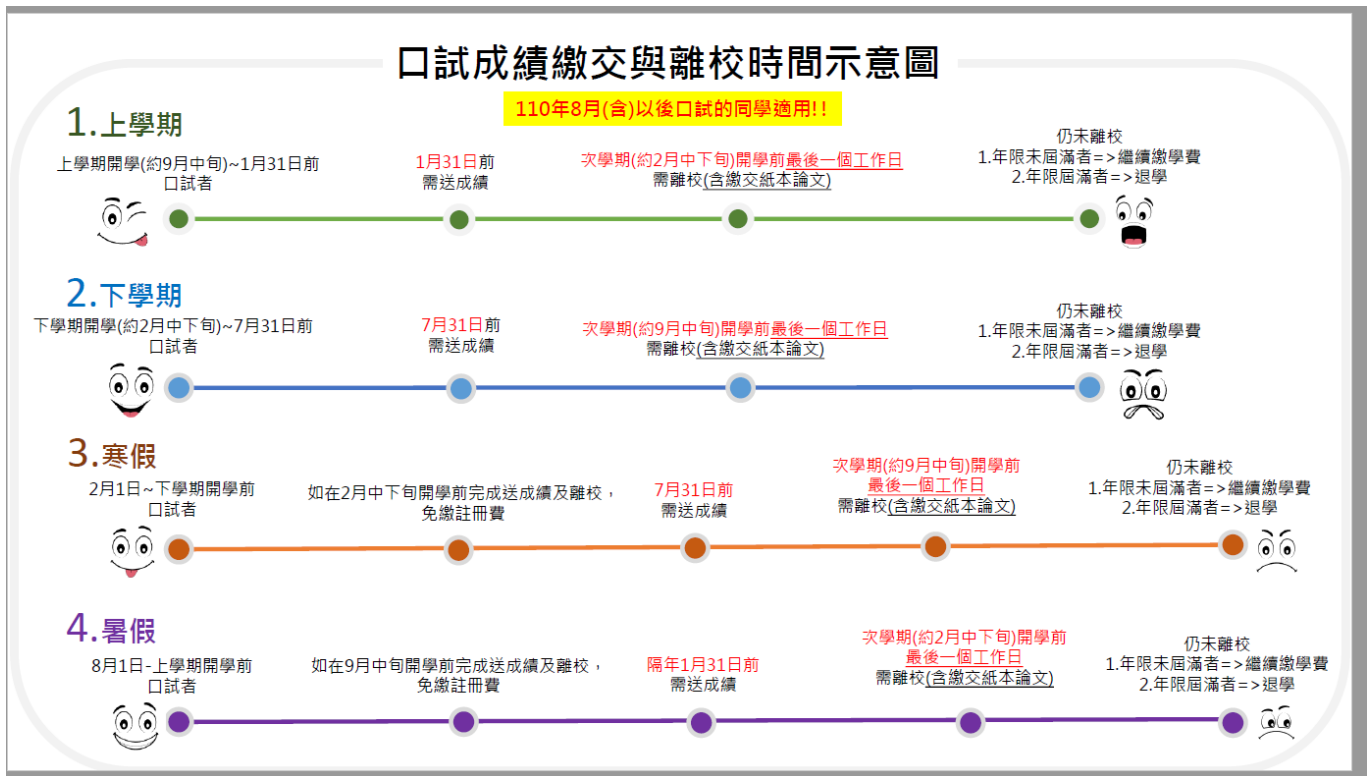 口試成績繳交與離校時間示意圖
110年8月(含)以後口試的同學適用!!
1.上學期
上學期開學(約9月中旬)~1月31日前
口試者
1月31日前
需送成績
次學期(約2月中下旬)開學前最後一個工作日
需離校(含繳交紙本論文)
仍未離校
1.年限未屆滿者=>繼續繳學費
2.年限屆滿者=>退學
2.下學期
下學期開學(約2月中下旬)~7月31日前
口試者
7月31日前
需送成績
次學期(約9月中旬)開學前最後一個工作日
需離校(含繳交紙本論文)
仍未離校
1.年限未屆滿者=>繼續繳學費
2.年限屆滿者=>退學
3.寒假
2月1日~下學期開學前
口試者
如在2月中下旬開學前完成送成績及離校，
免繳註冊費
7月31日前
需送成績
次學期(約9月中旬)開學前
最後一個工作日
需離校(含繳交紙本論文)
仍未離校
1.年限未屆滿者=>繼續繳學費
2.年限屆滿者=>退學
4.暑假
8月1日-上學期開學前
口試者
如在9月中旬開學前完成送成績及離校，
免繳註冊費
隔年1月31日前
需送成績
次學期(約2月中下旬)開學前
最後一個工作日
需離校(含繳交紙本論文)
仍未離校
1.年限未屆滿者=>繼續繳學費
2.年限屆滿者=>退學